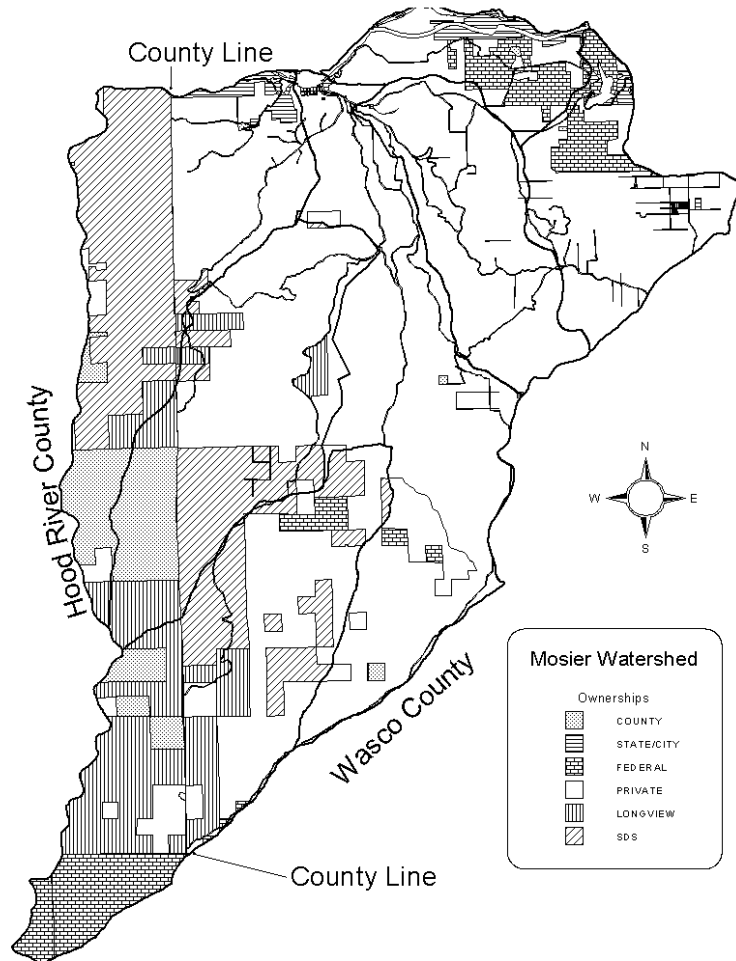 County Line
Hood River County
N
W
E
S
Mosier Watershed
Ownerships
COUNTY
STATE/CITY
FEDERAL
PRIVATE
LONGVIEW
SDS
Wasco County
County Line